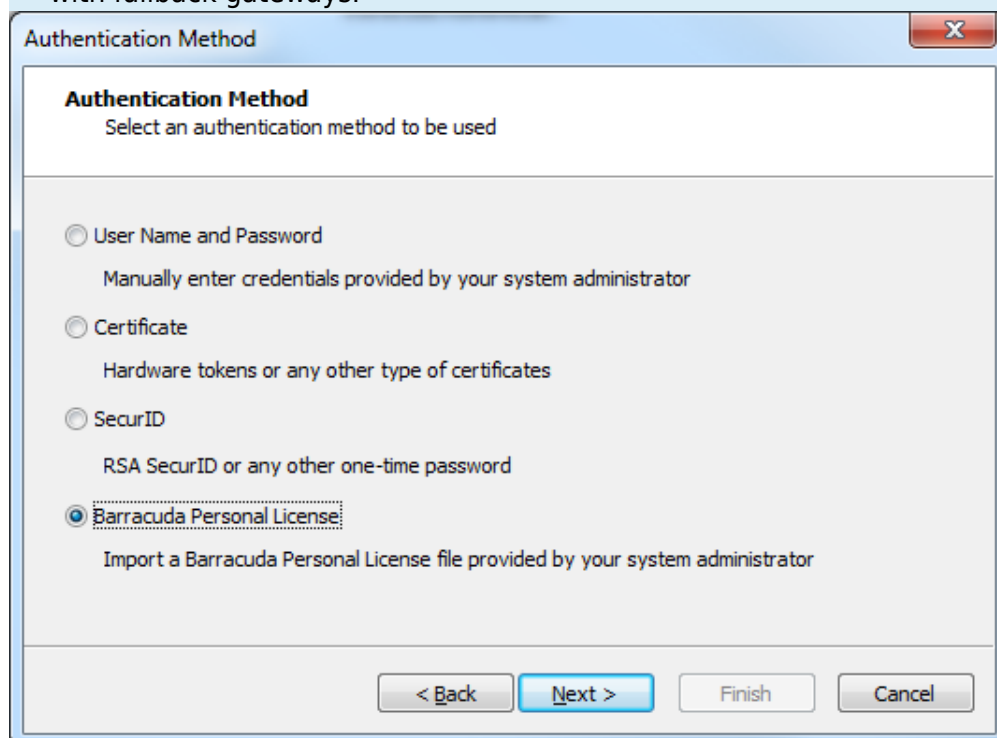 with fallback gateways.
Authentication Method
Authentication Method
Select an authentication method to be used
User Name and Password
Manually enter credentials provided by your system administrator
Certificate
Hardware tokens or any other type of certificates
SecurID
RSA SecurID or any other one-time password
Barracuda Personal License
Import a Barracuda Personal License file provided by your system administrator
< Back Next > Finish Cancel